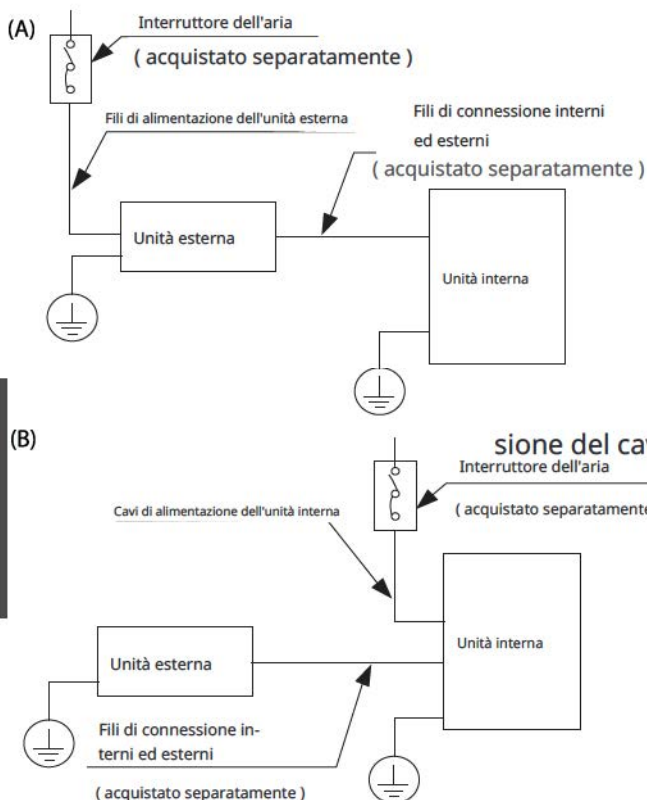 (A)
Interruttore dell'aria
( acquistato separatamente )
Fili di alimentazione dell'unità esterna
Fili di connessione interni
ed esterni
( acquistato separatamente )
Unità esterna
Unità interna
(B)
sione del ca
Interruttore dell'aria
( acquistato separatamente
Cavi di alimentazione dell'unità interna
Unità interna
Unità esterna
Fili di connessione in-
terni ed esterni
( acquistato separatamente )